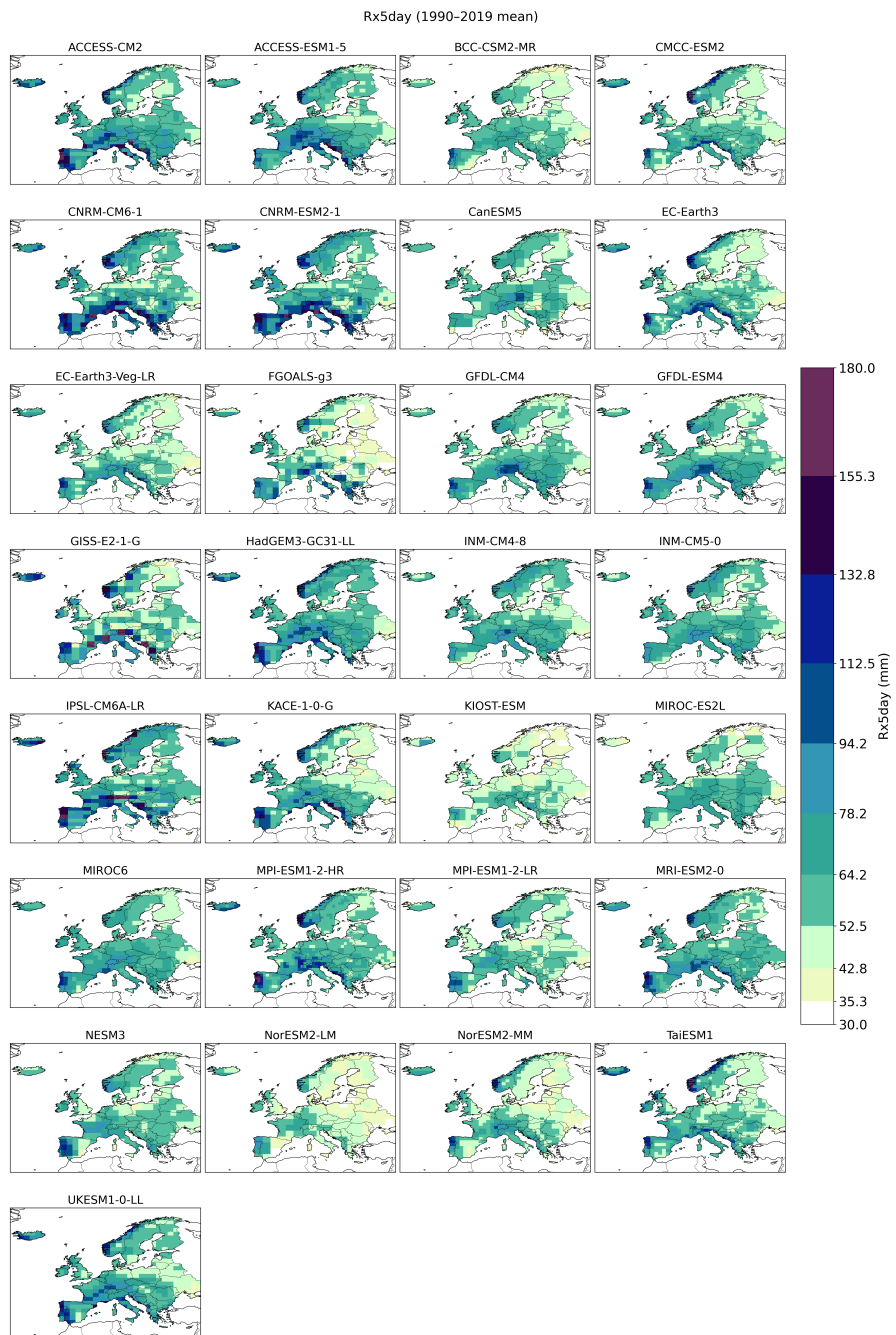 Rx5day (1990–2019 mean)
ACCESS-CM2
ACCESS-ESM1-5
BCC-CSM2-MR
CMCC-ESM2
CNRM-CM6-1
CNRM-ESM2-1
CanESM5
EC-Earth3
EC-Earth3-Veg-LR
FGOALS-g3
GFDL-CM4
GFDL-ESM4
GISS-E2-1-G
HadGEM3-GC31-LL
INM-CM4-8
INM-CM5-0
IPSL-CM6A-LR
KACE-1-0-G
KIOST-ESM
MIROC-ES2L
MIROC6
MPI-ESM1-2-HR
MPI-ESM1-2-LR
MRI-ESM2-0
NESM3
NorESM2-LM
NorESM2-MM
TaiESM1
UKESM1-0-LL
180.0
155.3
132.8
112.5
94.2
78.2
64.2
52.5
42.8
35.3
30.0
Rx5day (mm)